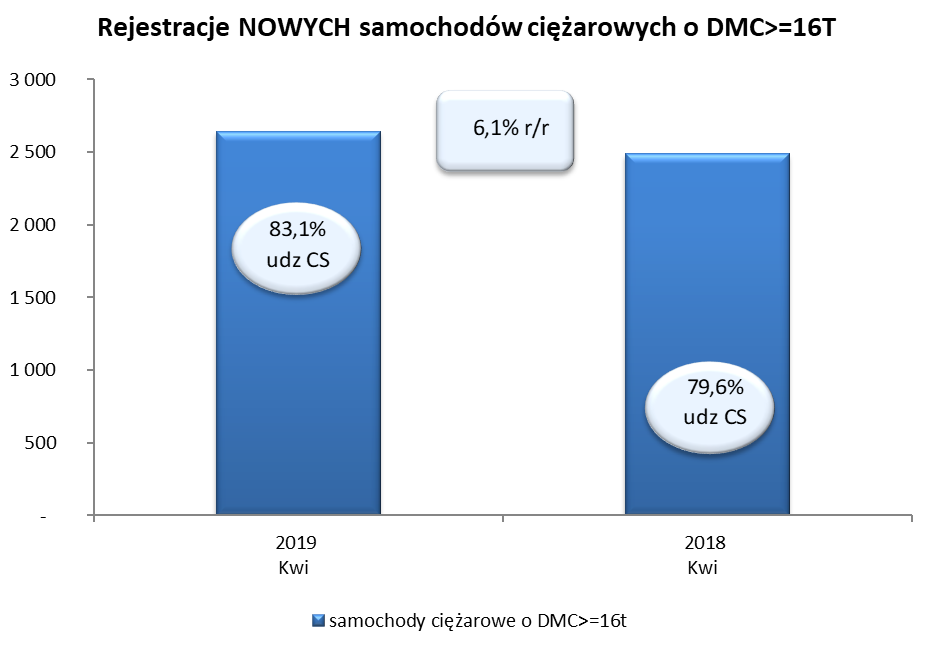 Rejestracje NOWYCH samochodów ciężarowych o DMC>=16T
3 000
2 500
2 000
1 500
1 000
500
-
6,1% r/r
83,1%
udz CS
79,6%
udz CS
2019
Kwi
2018
Kwi
samochody ciężarowe o DMC>=16t